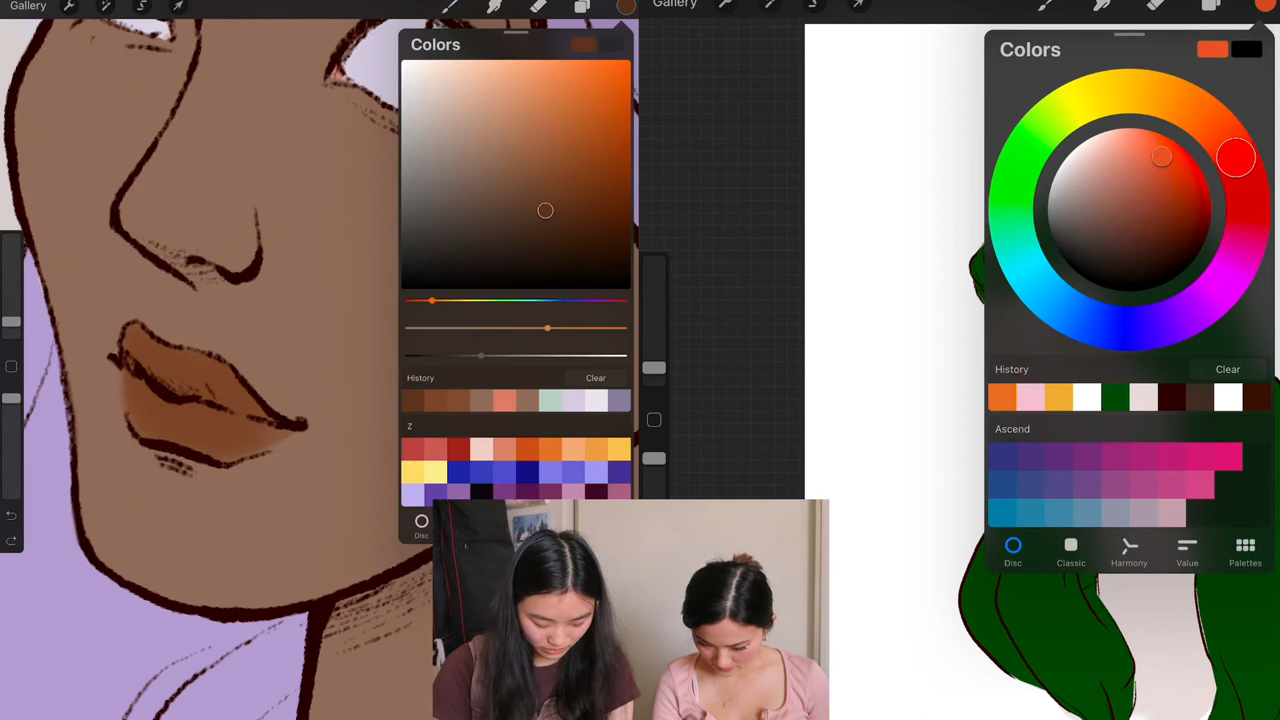 Gallery
Colors
History
Clear
Z
Disc
Gallery
Colors
History
Clear
Ascend
Disc
Classic
Harmony
Value
Palettes